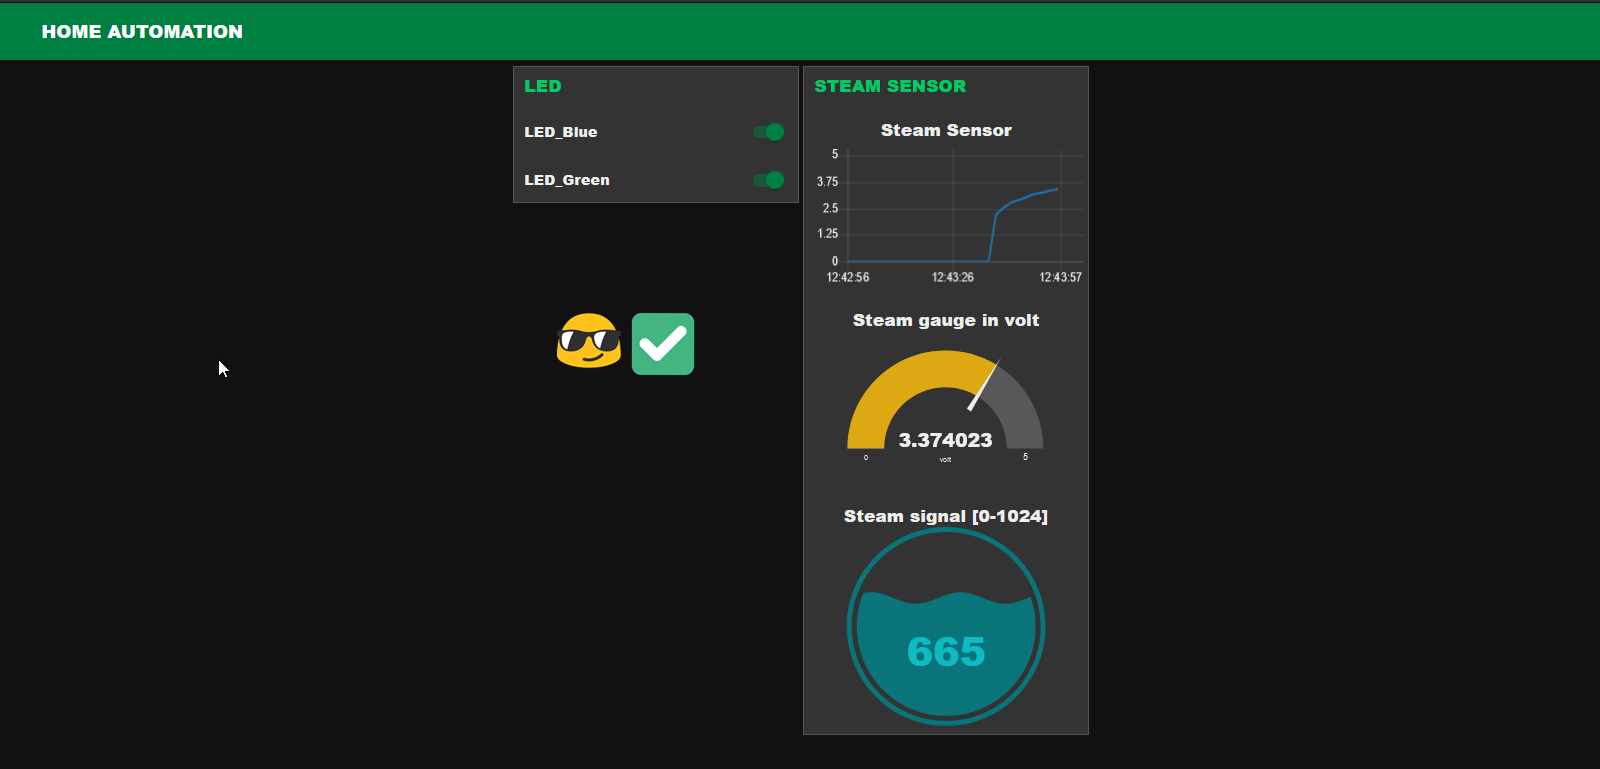 HOME AUTOMATION
LED
LED_Blue
LED_Green
STEAM SENSOR
Steam Sensor
5
3.75
2.5
1.25
0
12:42:56 12:43:26 12:43:57
Steam gauge in volt
3.374023
0 volt 5
Steam signal [0-1024]
665